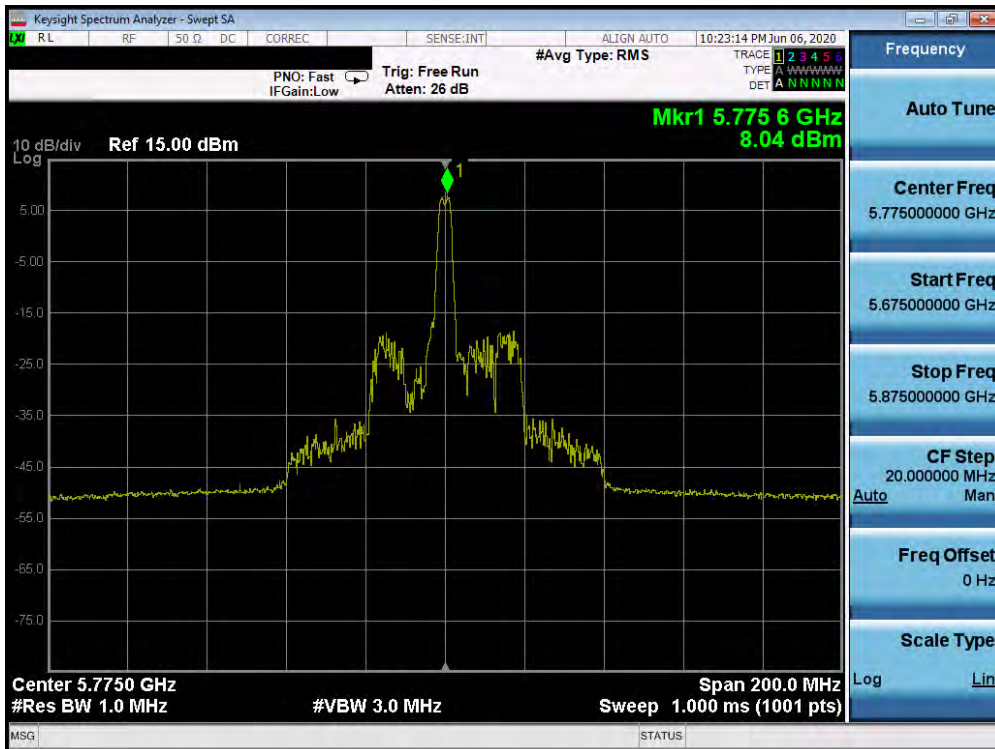 Keysight Spectrum Analyzer - Swept SA
LXI RL RF 50 Ω DC CORREC SENSE:INT ALIGN AUTO 10:23:14 PM Jun 06, 2020
PNO: Fast
IFGain:Low
Trig: Free Run
Atten: 26 dB
#Avg Type: RMS
TRACE 1 2 3 4 5 6
TYPE A WWWWWW
DET A N N N N N
Mkr1 5.775 6 GHz
8.04 dBm
10 dB/div
Log
Ref 15.00 dBm
1
5.00
-5.00
-15.0
-25.0
-35.0
-45.0
-55.0
-65.0
-75.0
Center 5.7750 GHz
#Res BW 1.0 MHz
#VBW 3.0 MHz
Span 200.0 MHz
Sweep 1.000 ms (1001 pts)
MSG
STATUS
Frequency
Auto Tune
Center Freq
5.775000000 GHz
Start Freq
5.675000000 GHz
Stop Freq
5.875000000 GHz
CF Step
20.000000 MHz
Auto Man
Freq Offset
0 Hz
Scale Type
Log Lin